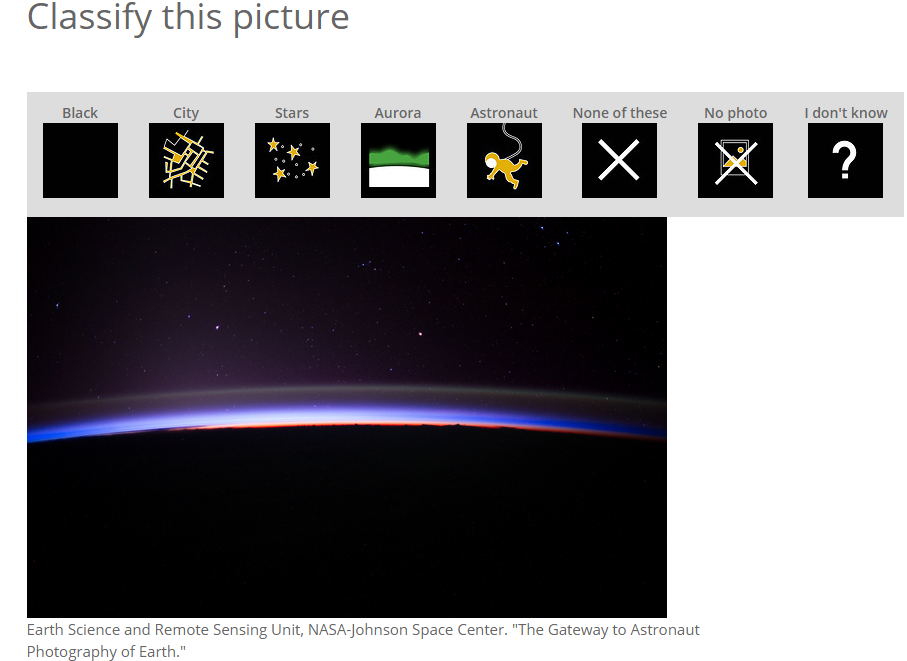 Classify this picture
Black City Stars Aurora Astronaut None of these No photo I don't know
?
Earth Science and Remote Sensing Unit, NASA-Johnson Space Center. "The Gateway to Astronaut
Photography of Earth."